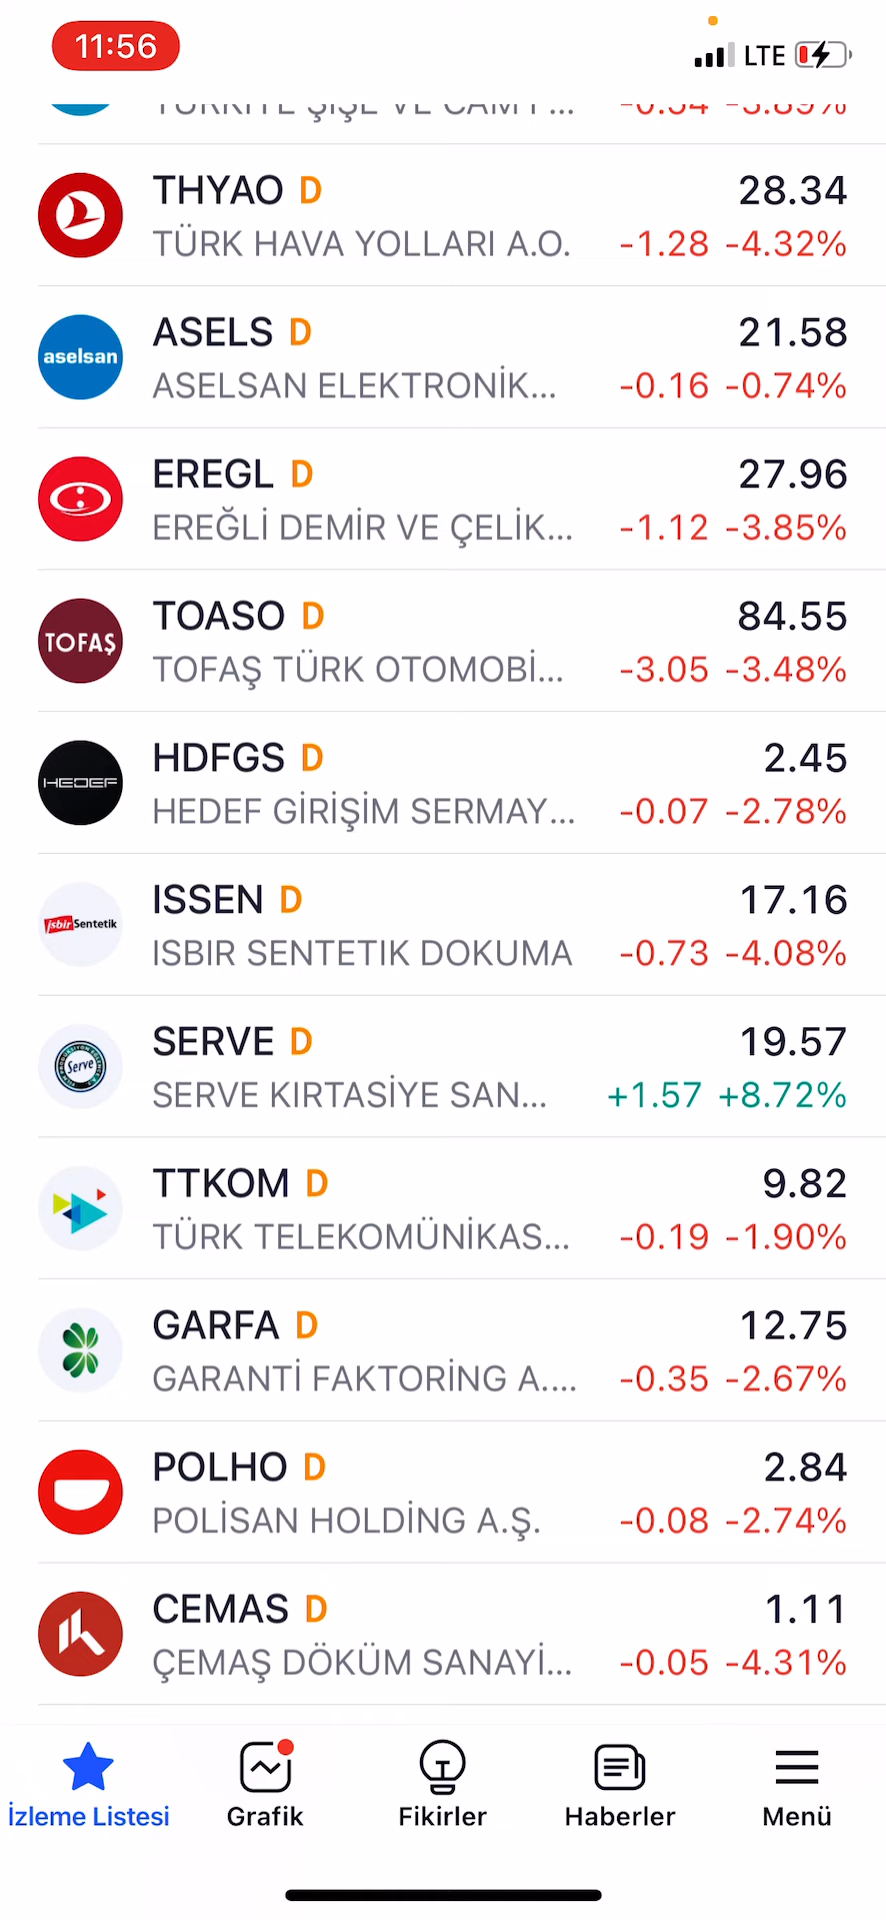 11:56
LTE
THYAO D 28.34
TÜRK HAVA YOLLARI A.O. -1.28 -4.32%
aselsan
ASELS D 21.58
ASELSAN ELEKTRONİK... -0.16 -0.74%
EREGL D 27.96
EREĞLİ DEMİR VE ÇELİK... -1.12 -3.85%
TOFAŞ
TOASO D 84.55
TOFAŞ TÜRK OTOMOBİ... -3.05 -3.48%
HEDEF
HDFGS D 2.45
HEDEF GİRİŞİM SERMAY... -0.07 -2.78%
işbir Sentetik
ISSEN D 17.16
ISBIR SENTETIK DOKUMA -0.73 -4.08%
Serve
SERVE D 19.57
SERVE KIRTASİYE SAN... +1.57 +8.72%
TTKOM D 9.82
TÜRK TELEKOMÜNİKAS... -0.19 -1.90%
GARFA D 12.75
GARANTİ FAKTORİNG A.... -0.35 -2.67%
POLHO D 2.84
POLİSAN HOLDİNG A.Ş. -0.08 -2.74%
CEMAS D 1.11
ÇEMAŞ DÖKÜM SANAYİ... -0.05 -4.31%
İzleme Listesi Grafik Fikirler Haberler Menü